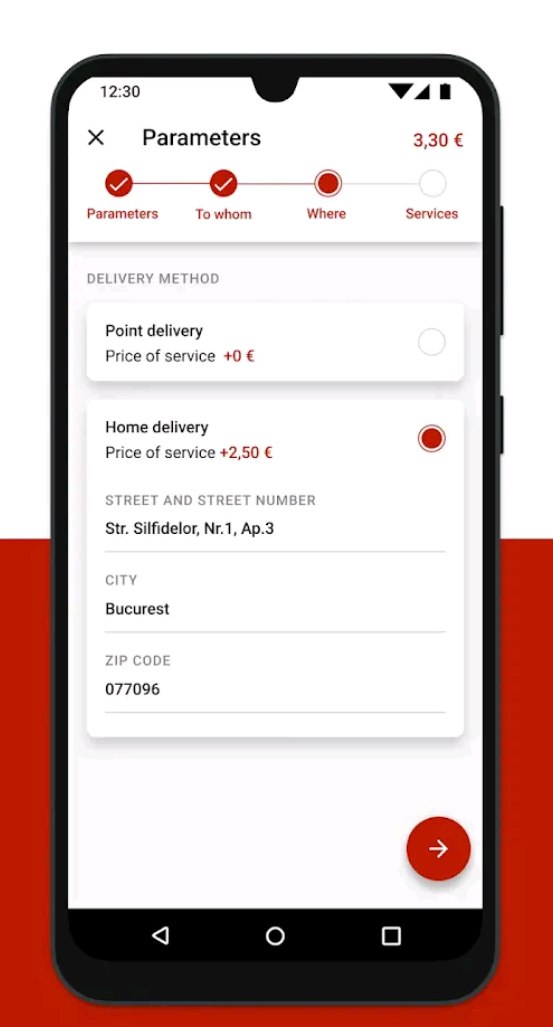 12:30
Parameters
3,30 €
Parameters
To whom
Where
Services
DELIVERY METHOD
Point delivery
Price of service +0 €
Home delivery
Price of service +2,50 €
STREET AND STREET NUMBER
Str. Silfidelor, Nr.1, Ap.3
CITY
Bucurest
ZIP CODE
077096